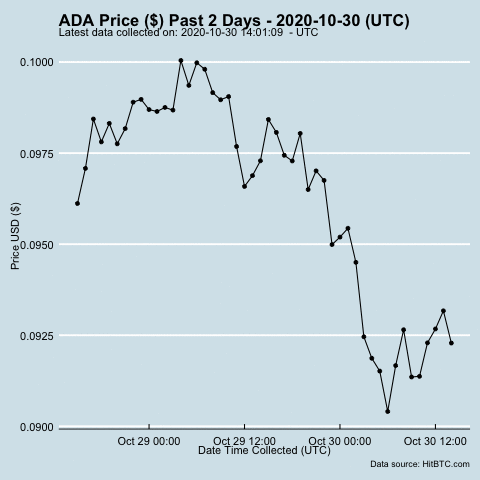 ADA Price ($) Past 2 Days - 2020-10-30 (UTC)
Latest data collected on: 2020-10-30 14:01:09 - UTC
0.1000
0.0975
0.0950
0.0925
0.0900
Price USD ($)
Oct 29 00:00 Oct 29 12:00 Oct 30 00:00 Oct 30 12:00
Date Time Collected (UTC)
Data source: HitBTC.com